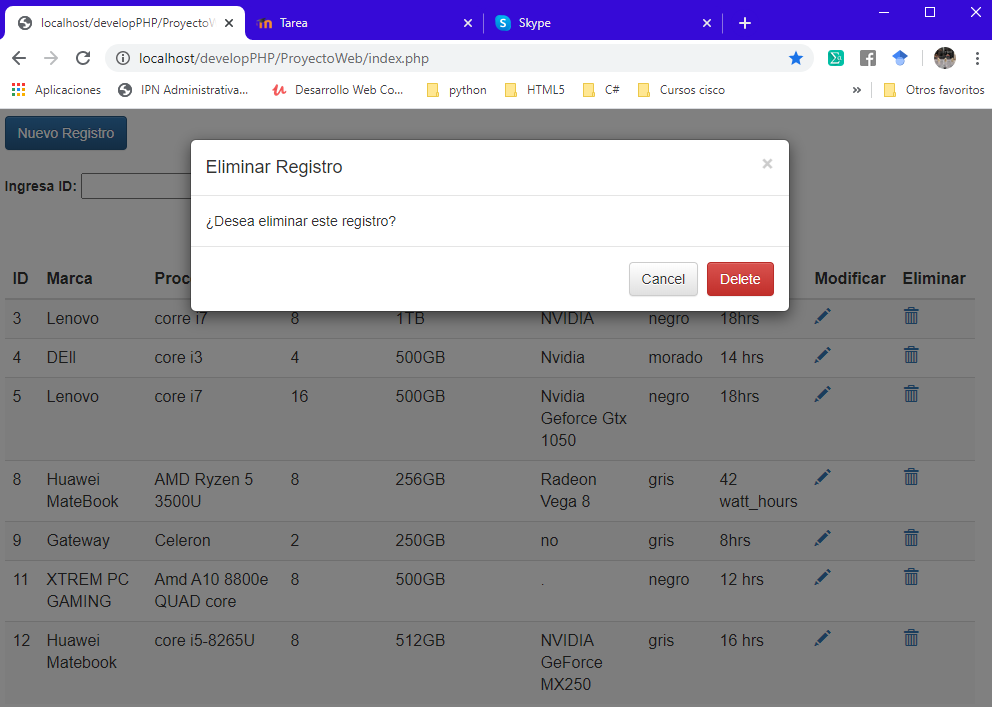 localhost/developPHP/ProyectoW
Tarea
Skype
localhost/developPHP/ProyectoWeb/index.php
Aplicaciones
IPN Administrativa...
Desarrollo Web Co...
python
HTML5
C#
Cursos cisco
»
Otros favoritos
Nuevo Registro
Ingresa ID:
Eliminar Registro
×
¿Desea eliminar este registro?
Cancel
Delete
ID Marca Proc Modificar Eliminar
3 Lenovo corre i7 8 1TB NVIDIA negro 18hrs
4 DEll core i3 4 500GB Nvidia morado 14 hrs
5 Lenovo core i7 16 500GB Nvidia negro 18hrs
Geforce Gtx
1050
8 Huawei AMD Ryzen 5 8 256GB Radeon gris 42
MateBook 3500U Vega 8 watt_hours
9 Gateway Celeron 2 250GB no gris 8hrs
11 XTREM PC Amd A10 8800e 8 500GB . negro 12 hrs
GAMING QUAD core
12 Huawei core i5-8265U 8 512GB NVIDIA gris 16 hrs
Matebook GeForce
MX250